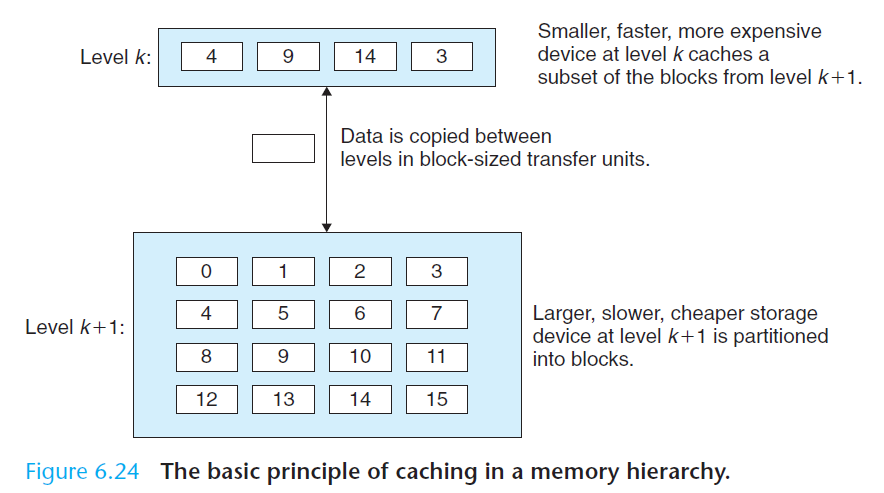 Level k:
4 9 14 3
Smaller, faster, more expensive
device at level k caches a
subset of the blocks from level k+1.
Data is copied between
levels in block-sized transfer units.
Level k+1:
0 1 2 3
4 5 6 7
8 9 10 11
12 13 14 15
Larger, slower, cheaper storage
device at level k+1 is partitioned
into blocks.
Figure 6.24 The basic principle of caching in a memory hierarchy.